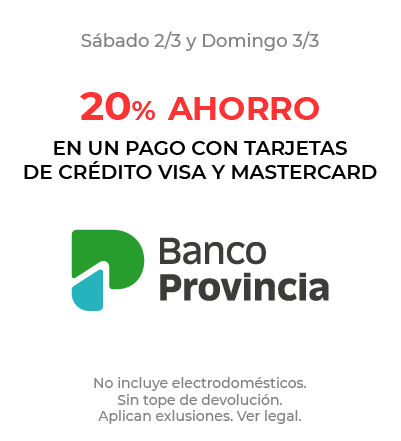 Sábado 2/3 y Domingo 3/3
20% AHORRO
EN UN PAGO CON TARJETAS
DE CRÉDITO VISA Y MASTERCARD
Banco
Provincia
No incluye electrodomésticos.
Sin tope de devolución.
Aplican exlusiones. Ver legal.